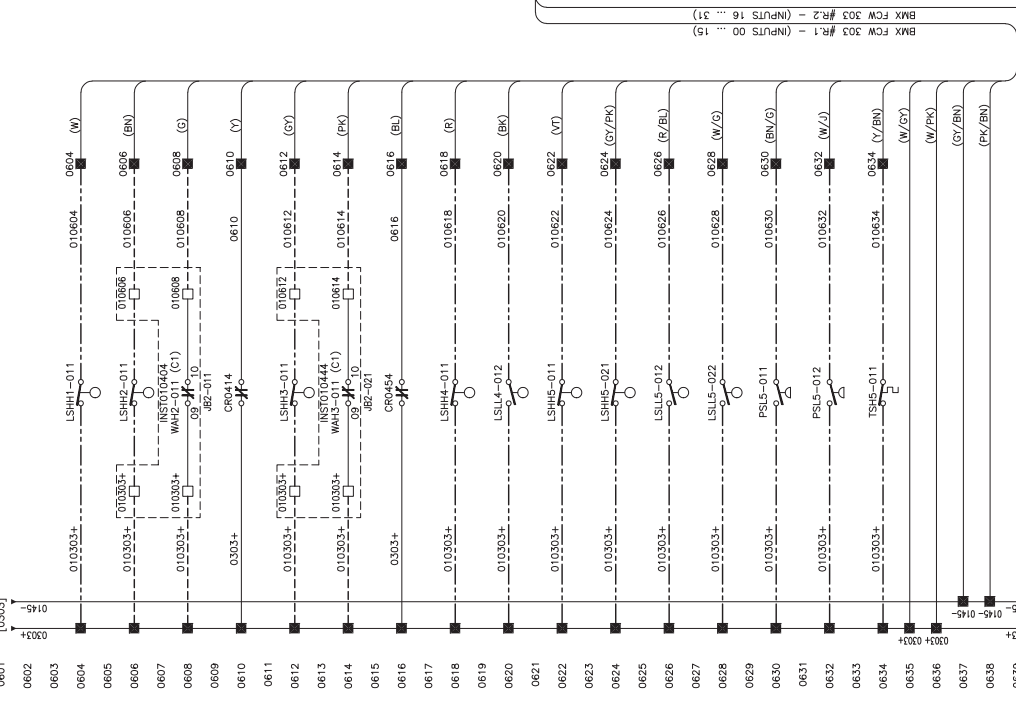 BMX FCW 303 #R.2 - (INPUTS 16 ... 31)
BMX FCW 303 #R.1 - (INPUTS 00 ... 15)
(W)
(BN)
(G)
(Y)
(GY)
(PK)
(BL)
(R)
(BK)
(VT)
(GY/PK)
(R/BL)
(W/G)
(BN/G)
(W/J)
(Y/BN)
(W/GY)
(W/PK)
(GY/BN)
(PK/BN)
0604
0606
0608
0610
0612
0614
0616
0618
0620
0622
0624
0626
0628
0630
0632
0634
010604
010606
010608
0610
010612
010614
0616
010618
010620
010622
010624
010626
010628
010630
010632
010634
010606
010608
010612
010614
LSHH1-011
LSHH2-011
INST010404
WAH2-011 (C1)
09
10
JB2-011
CR0414
LSHH3-011
INST010444
WAH3-011 (C1)
09
10
JB2-021
CR0454
LSHH4-011
LSLL4-012
LSHH5-011
LSHH5-021
LSLL5-012
LSLL5-022
PSL5-011
PSL5-012
TSH5-011
010303+
010303+
010303+
010303+
010303+
010303+
010303+
0303+
010303+
010303+
0303+
010303+
010303+
010303+
010303+
010303+
010303+
010303+
010303+
010303+
[0303]
0145-
0303+
0145-
0145-
0303+
0303+
0601
0602
0603
0604
0605
0606
0607
0608
0609
0610
0611
0612
0613
0614
0615
0616
0617
0618
0619
0620
0621
0622
0623
0624
0625
0626
0627
0628
0629
0630
0631
0632
0633
0634
0635
0636
0637
0638